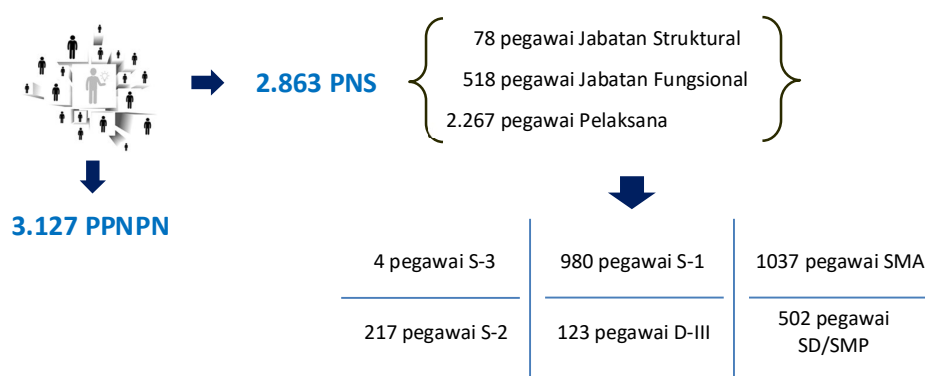 78 pegawai Jabatan Struktural
2.863 PNS
518 pegawai Jabatan Fungsional
2.267 pegawai Pelaksana
3.127 PPNPN
4 pegawai S-3
980 pegawai S-1
1037 pegawai SMA
217 pegawai S-2
123 pegawai D-III
502 pegawai
SD/SMP